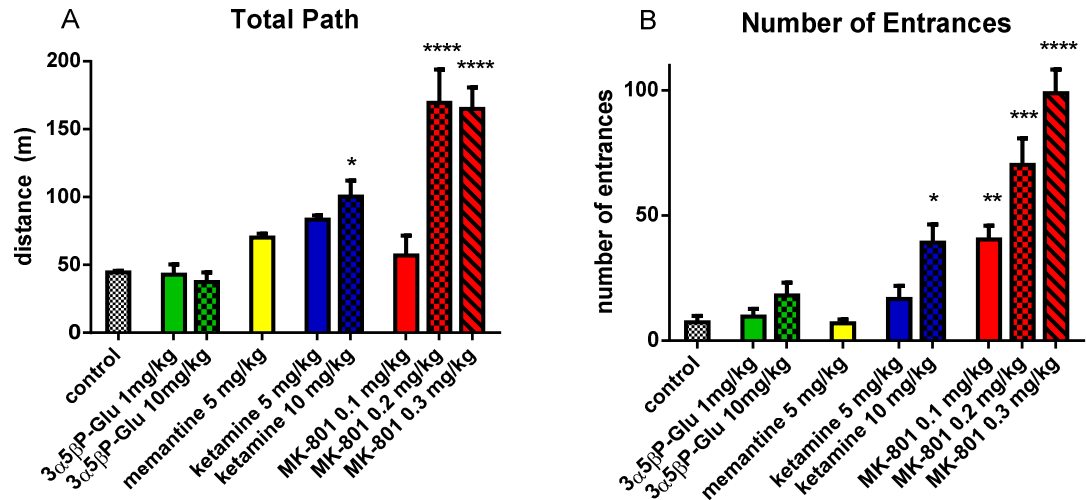 A
Total Path
distance (m)
200
150
100
50
0
*
****
****
control
3α5βP-Glu 1mg/kg
3α5βP-Glu 10mg/kg
memantine 5 mg/kg
ketamine 5 mg/kg
ketamine 10 mg/kg
MK-801 0.1 mg/kg
MK-801 0.2 mg/kg
MK-801 0.3 mg/kg
B
Number of Entrances
number of entrances
100
50
0
*
**
***
****
control
3α5βP-Glu 1mg/kg
3α5βP-Glu 10mg/kg
memantine 5 mg/kg
ketamine 5 mg/kg
ketamine 10 mg/kg
MK-801 0.1 mg/kg
MK-801 0.2 mg/kg
MK-801 0.3 mg/kg